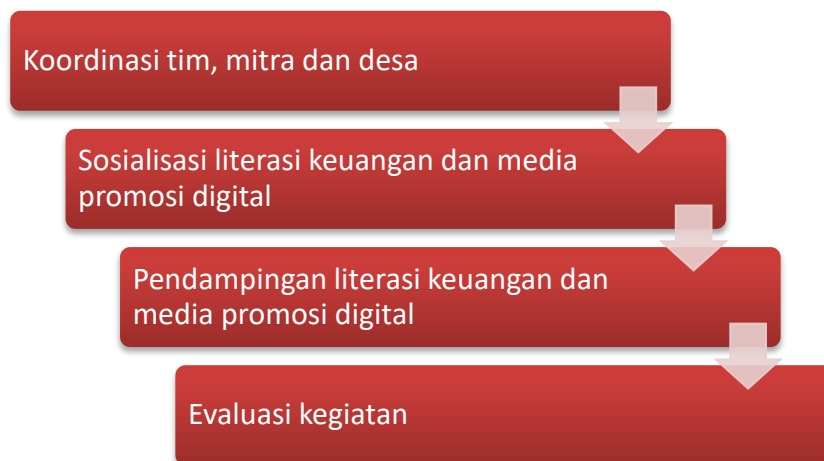 Koordinasi tim, mitra dan desa
Sosialisasi literasi keuangan dan media
promosi digital
Pendampingan literasi keuangan dan
media promosi digital
Evaluasi kegiatan